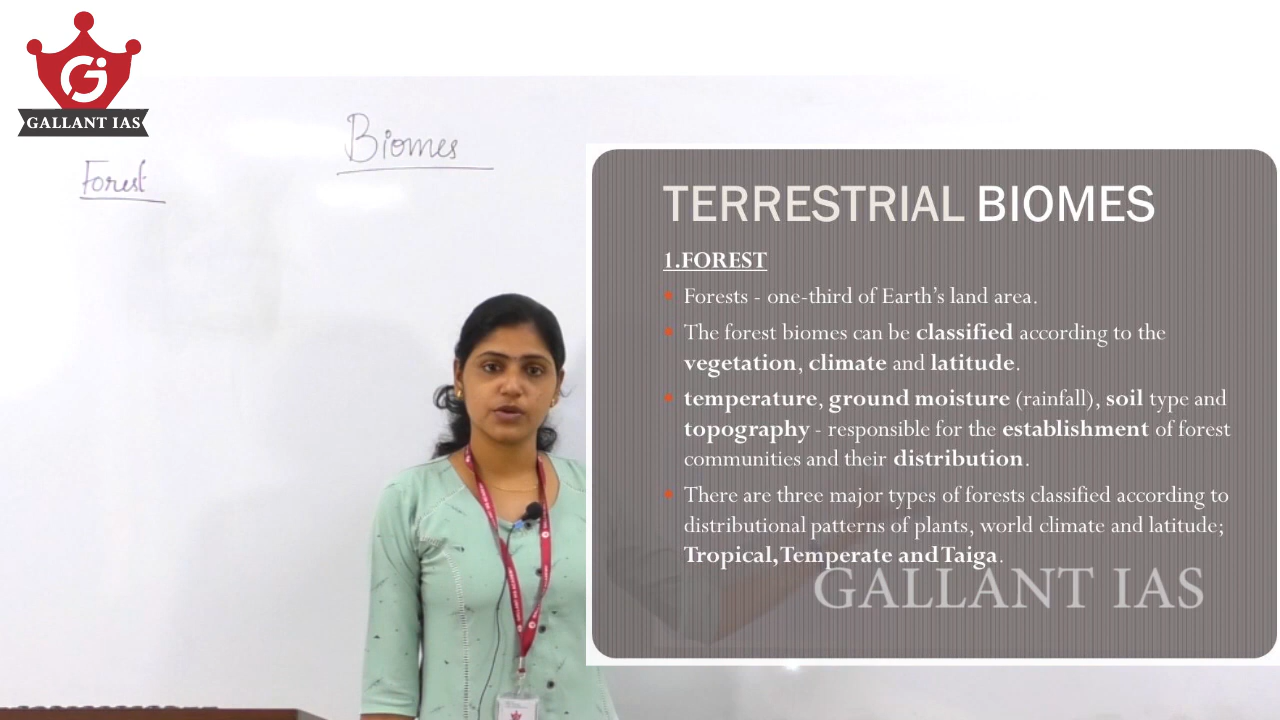 GALLANT IAS
Biomes
Forest
TERRESTRIAL BIOMES
1.FOREST
Forests - one-third of Earth's land area.
The forest biomes can be classified according to the
vegetation, climate and latitude.
temperature, ground moisture (rainfall), soil type and
topography - responsible for the establishment of forest
communities and their distribution.
There are three major types of forests classified according to
distributional patterns of plants, world climate and latitude;
Tropical, Temperate and Taiga.
GALLANT IAS